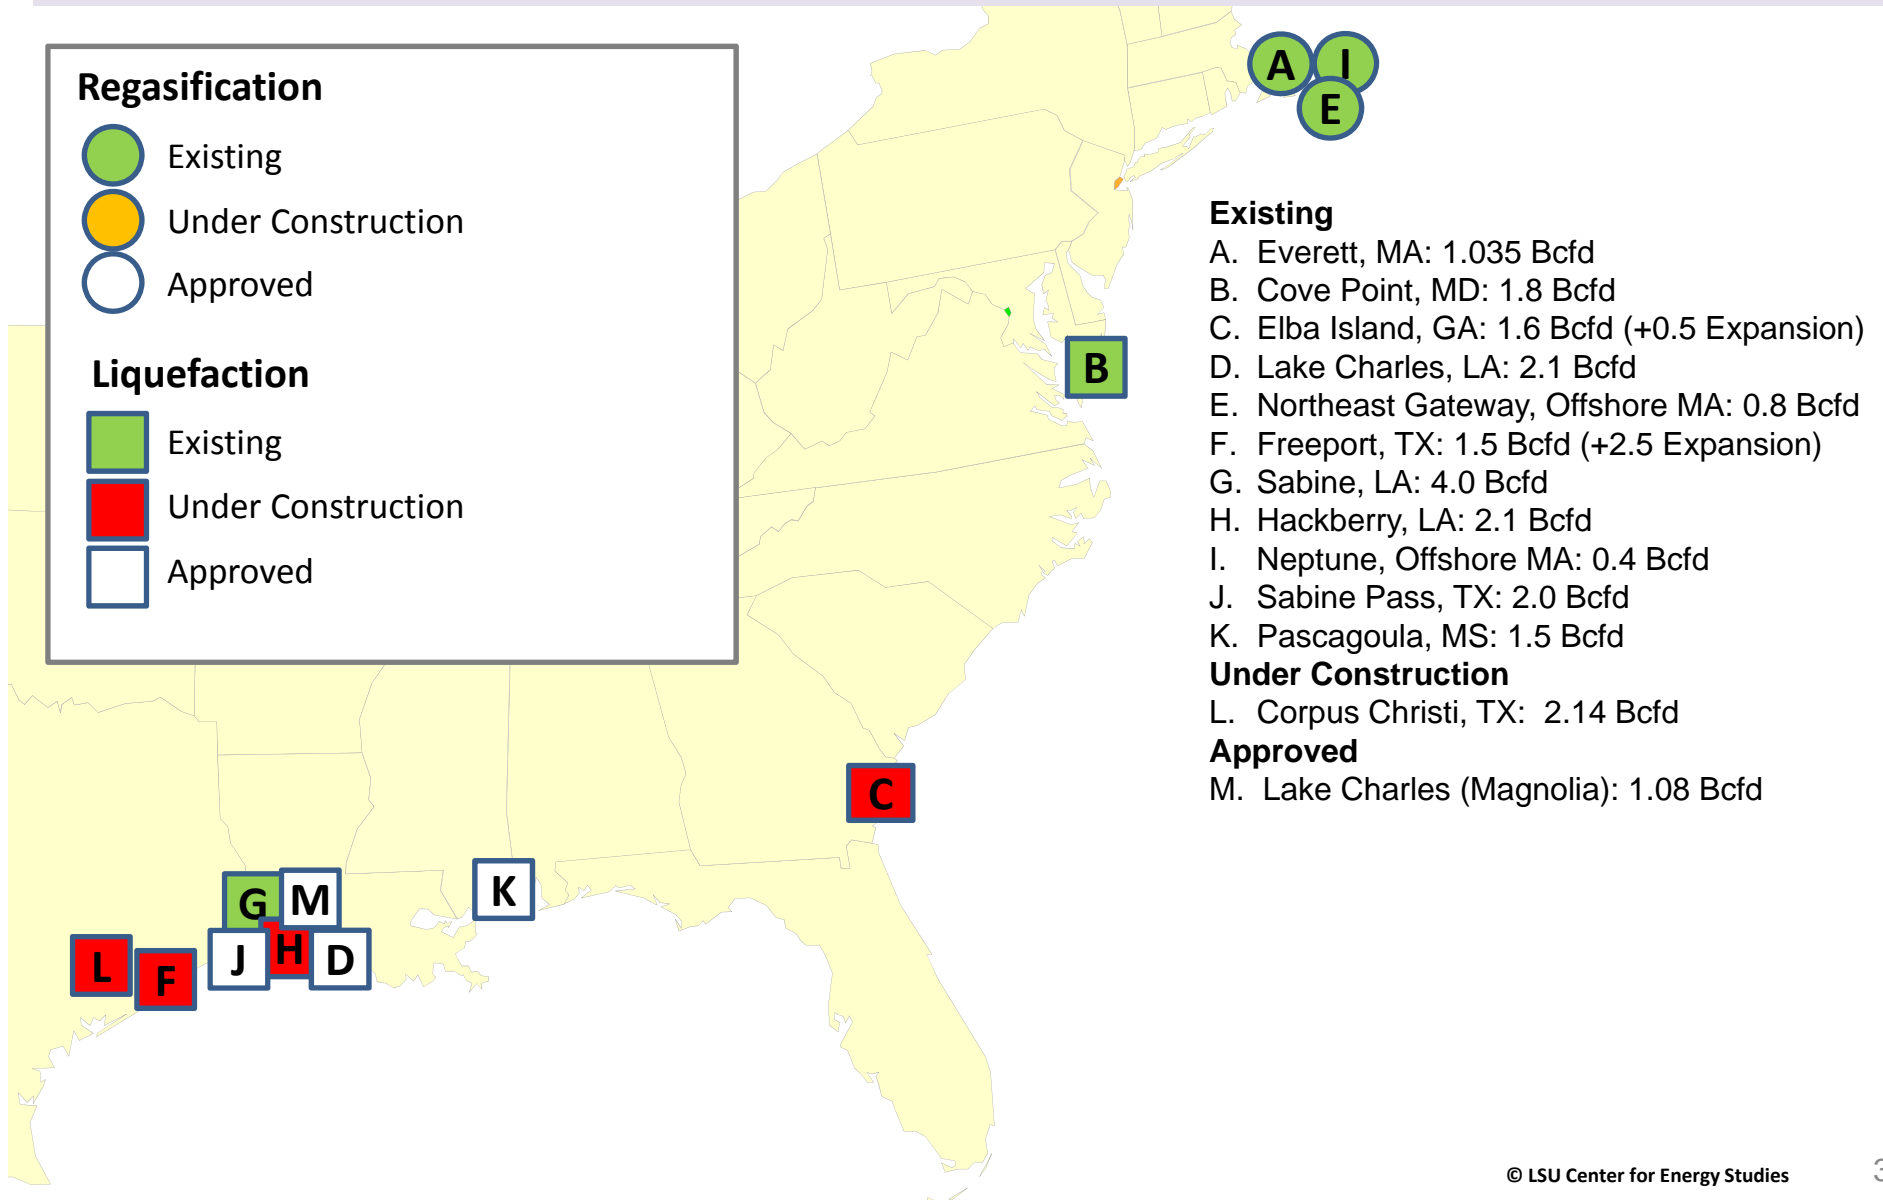 Regasification
Existing
Under Construction
Approved
Liquefaction
Existing
Under Construction
Approved
A
I
E
B
C
G
M
K
L
F
J
H
D
Existing
A. Everett, MA: 1.035 Bcfd
B. Cove Point, MD: 1.8 Bcfd
C. Elba Island, GA: 1.6 Bcfd (+0.5 Expansion)
D. Lake Charles, LA: 2.1 Bcfd
E. Northeast Gateway, Offshore MA: 0.8 Bcfd
F. Freeport, TX: 1.5 Bcfd (+2.5 Expansion)
G. Sabine, LA: 4.0 Bcfd
H. Hackberry, LA: 2.1 Bcfd
I. Neptune, Offshore MA: 0.4 Bcfd
J. Sabine Pass, TX: 2.0 Bcfd
K. Pascagoula, MS: 1.5 Bcfd
Under Construction
L. Corpus Christi, TX: 2.14 Bcfd
Approved
M. Lake Charles (Magnolia): 1.08 Bcfd
© LSU Center for Energy Studies